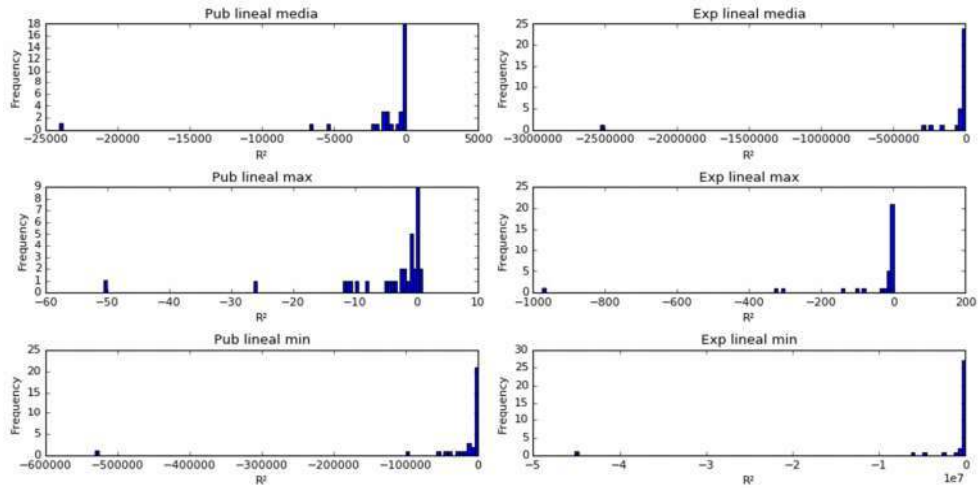 Pub lineal media
Frequency
18
16
14
12
10
8
6
4
2
0
−25000 −20000 −15000 −10000 −5000 0 5000
R²
Exp lineal media
Frequency
25
20
15
10
5
0
−3000000 −2500000 −2000000 −1500000 −1000000 −500000 0
R²
Pub lineal max
Frequency
9
8
7
6
5
4
3
2
1
0
−60 −50 −40 −30 −20 −10 0 10
R²
Exp lineal max
Frequency
25
20
15
10
5
0
−1000 −800 −600 −400 −200 0 200
R²
Pub lineal min
Frequency
25
20
15
10
5
0
−600000 −500000 −400000 −300000 −200000 −100000 0
R²
Exp lineal min
Frequency
30
25
20
15
10
5
0
−5 −4 −3 −2 −1 0
1e7
R²